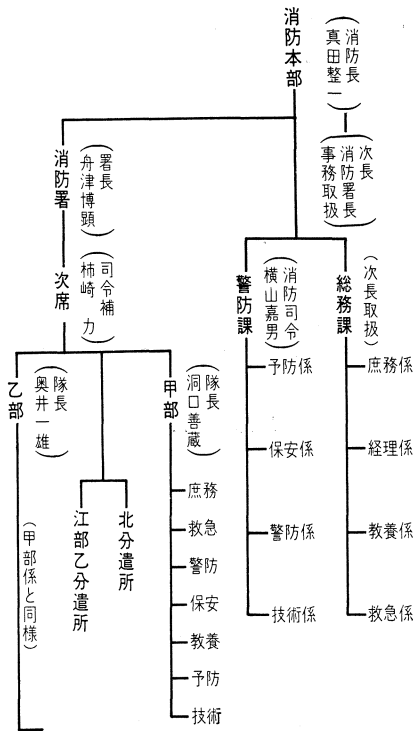 消防本部
（消防長
真田整一）
（次長
消防署長
事務取扱）
総務課
（次長取扱）
庶務係
経理係
教養係
救急係
警防課
（消防司令
横山嘉男）
予防係
保安係
警防係
技術係
消防署
（署長
舟津博顕）
次席
（司令補
柿崎 力）
甲部
（隊長
洞口善蔵）
庶務
救急
警防
保安
教養
予防
技術
北分遣所
江部乙分遣所
乙部
（隊長
奥井一雄）
（甲部係と同様）